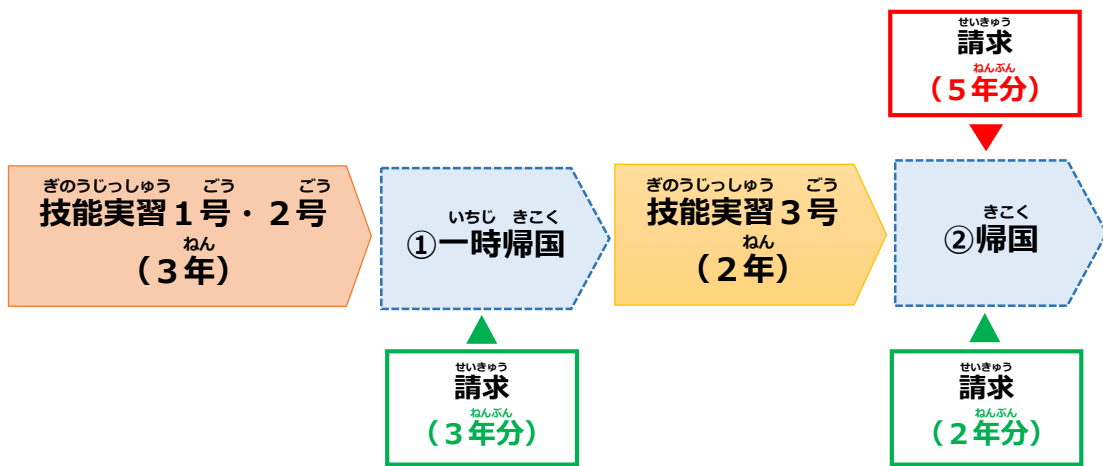 せいきゅう
請求
ねんぶん
（５年分）
ぎのうじっしゅう ごう ごう
技能実習１号・２号
ねん
（３年）
いちじ きこく
①一時帰国
ぎのうじっしゅう ごう
技能実習３号
ねん
（２年）
きこく
②帰国
せいきゅう
請求
ねんぶん
（３年分）
せいきゅう
請求
ねんぶん
（２年分）